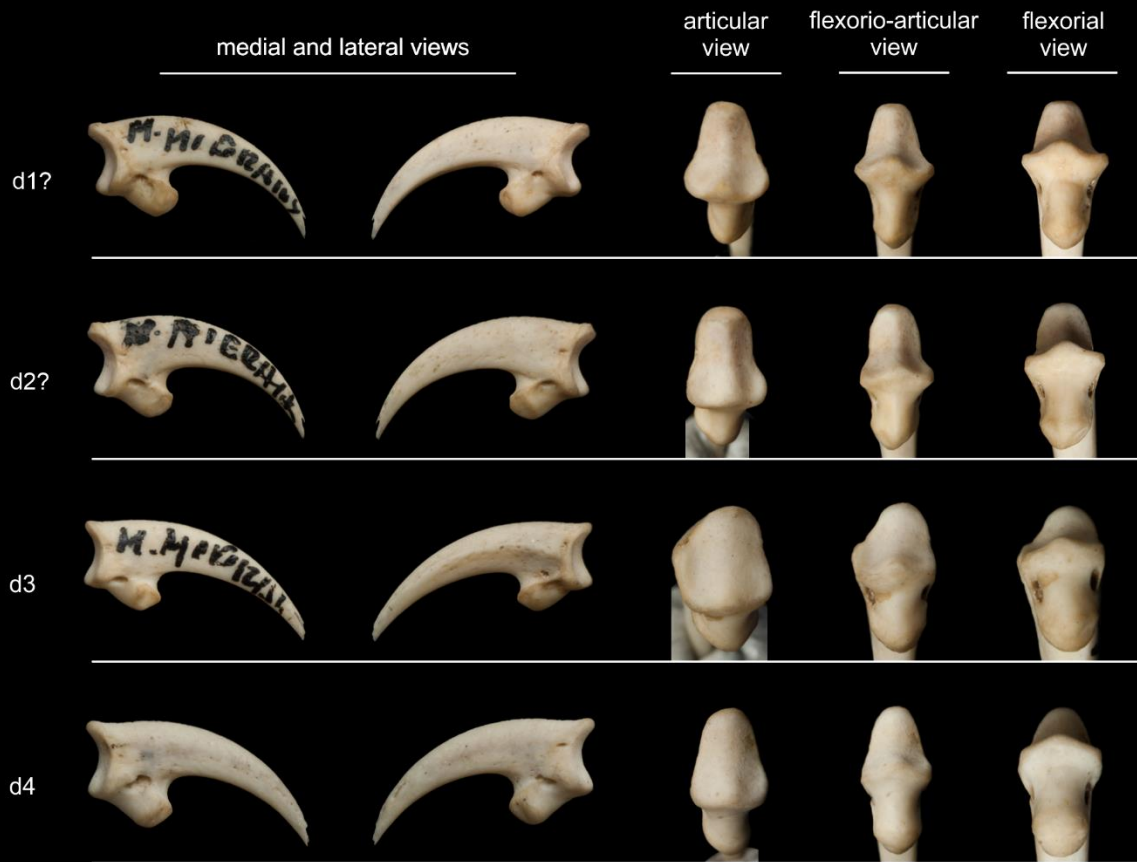 medial and lateral views
articular
view
flexorio-articular
view
flexorial
view
d1?
d2?
d3
d4